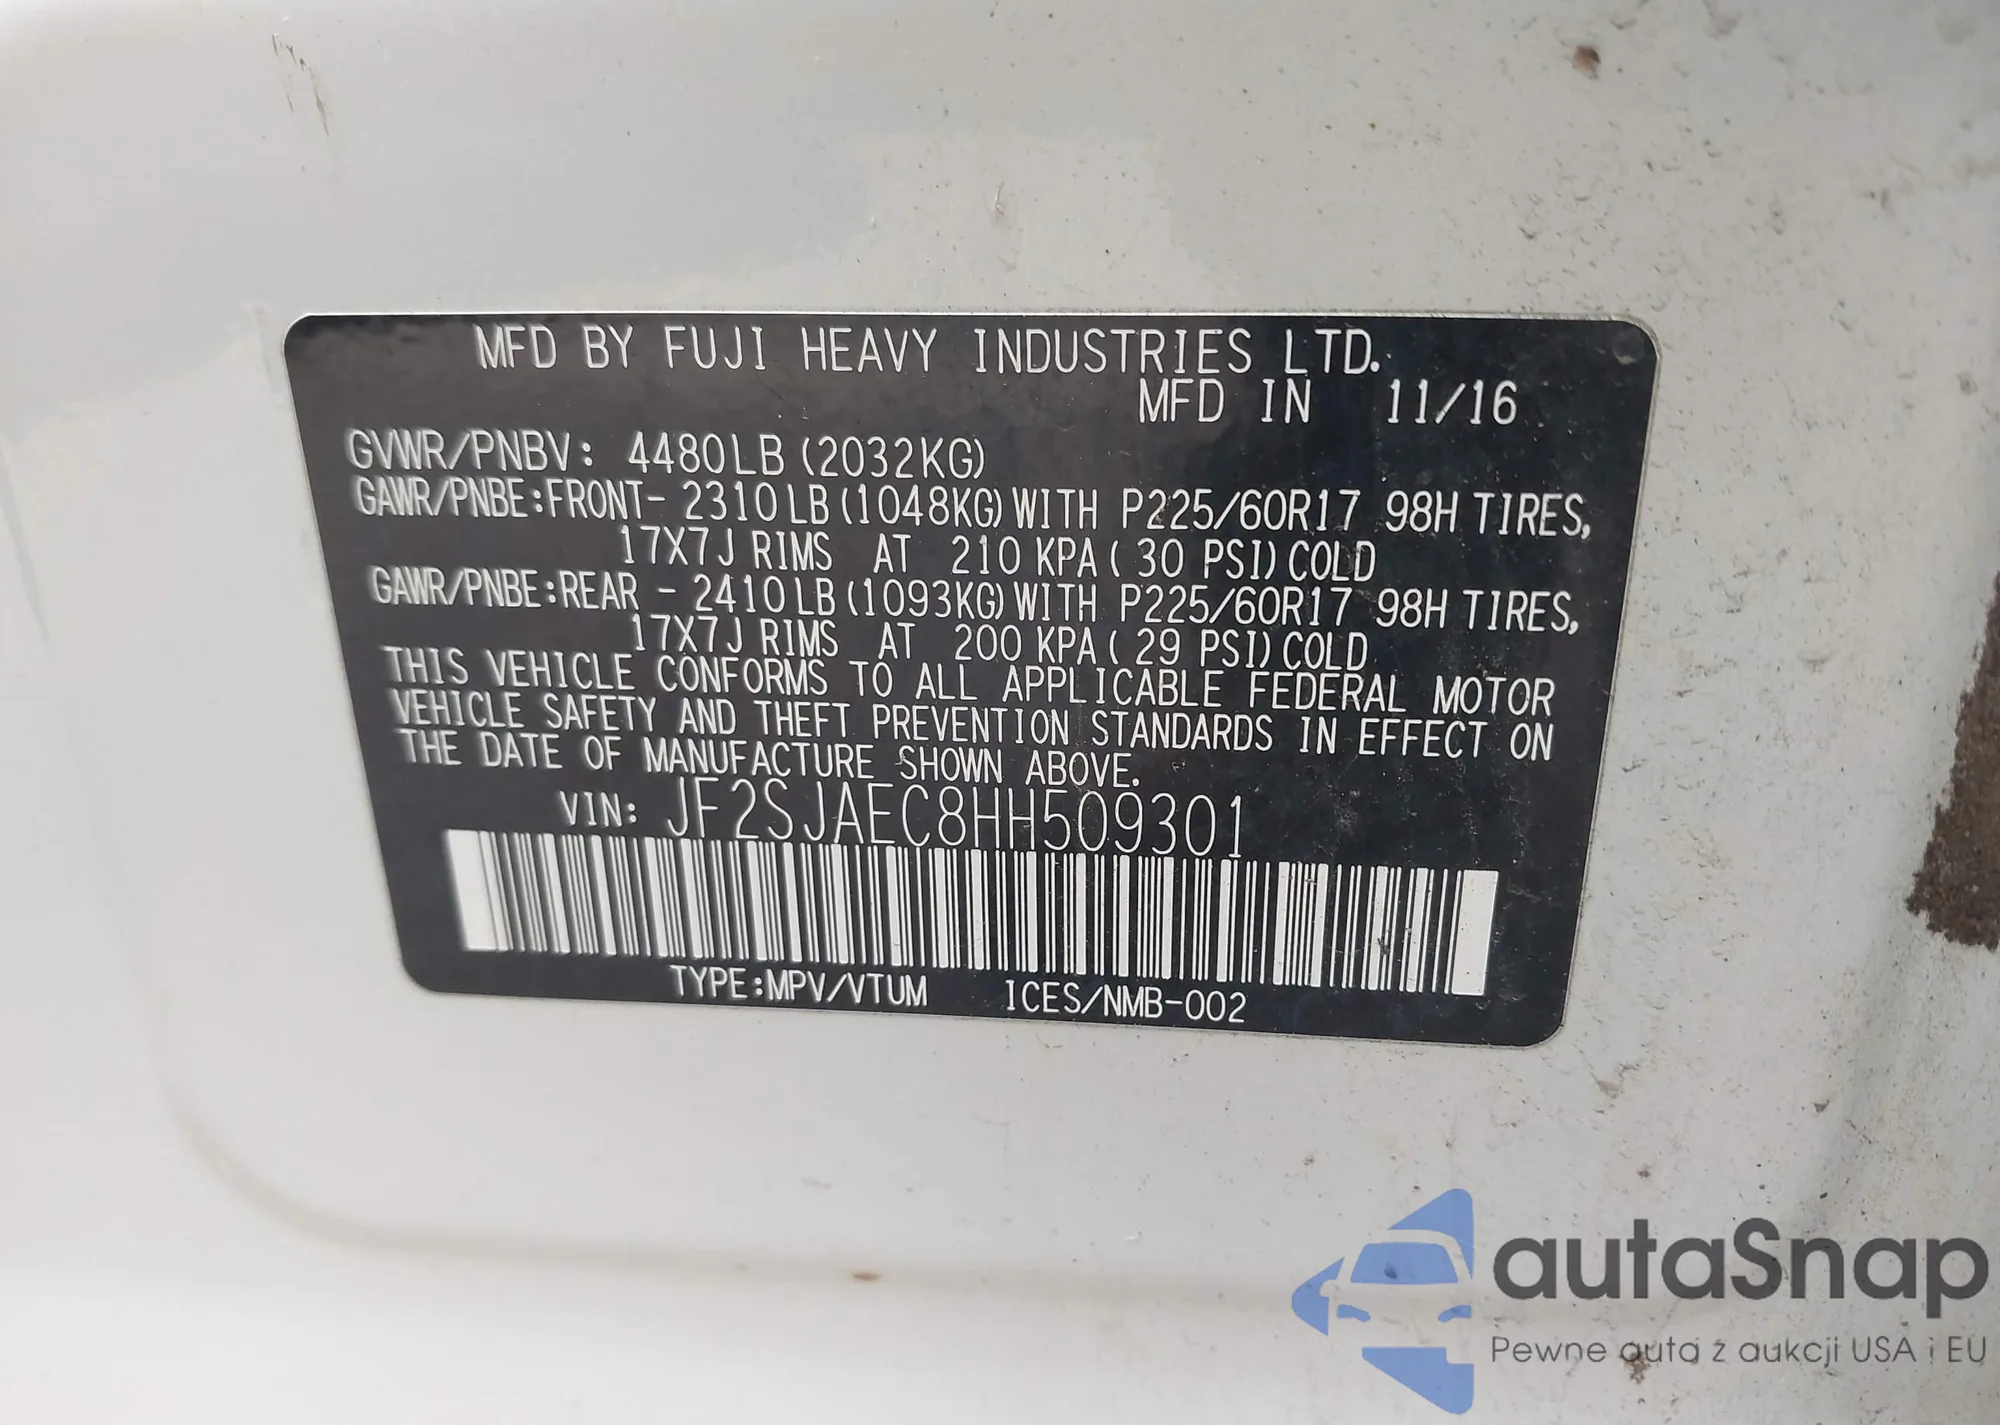 MFD BY FUJI HEAVY INDUSTRIES LTD.
MFD IN 11/16
GVWR/PNBV: 4480LB (2032KG)
GAWR/PNBE:FRONT- 2310LB (1048KG) WITH P225/60R17 98H TIRES,
17X7J RIMS AT 210 KPA ( 30 PSI) COLD
GAWR/PNBE:REAR - 2410LB (1093KG) WITH P225/60R17 98H TIRES,
17X7J RIMS AT 200 KPA ( 29 PSI) COLD
THIS VEHICLE CONFORMS TO ALL APPLICABLE FEDERAL MOTOR
VEHICLE SAFETY AND THEFT PREVENTION STANDARDS IN EFFECT ON
THE DATE OF MANUFACTURE SHOWN ABOVE.
VIN: JF2SJAEC8HH509301
TYPE:MPV/VTUM ICES/NMB-002
autaSnap
Pewne auta z aukcji USA i EU